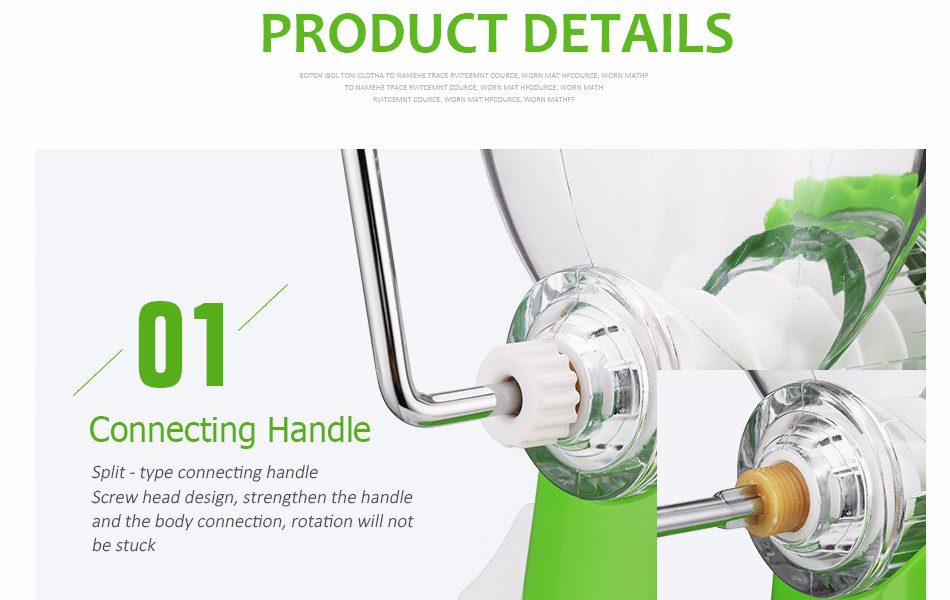 PRODUCT DETAILS
BOTCN IBOL TONI CLOTHA TO NAMEHE TRACE RVITCEMNT COURCE, WORN MAT HFCOURCE, WORN MATHF
TO NAMEHE TRACE RVITCEMNT COURCE, WORN MAT HFCOURCE, WORN MATH
RVITCEMNT COURCE, WORN MAT HFCOURCE, WORN MATHFF
01
Connecting Handle
Split - type connecting handle
Screw head design, strengthen the handle
and the body connection, rotation will not
be stuck